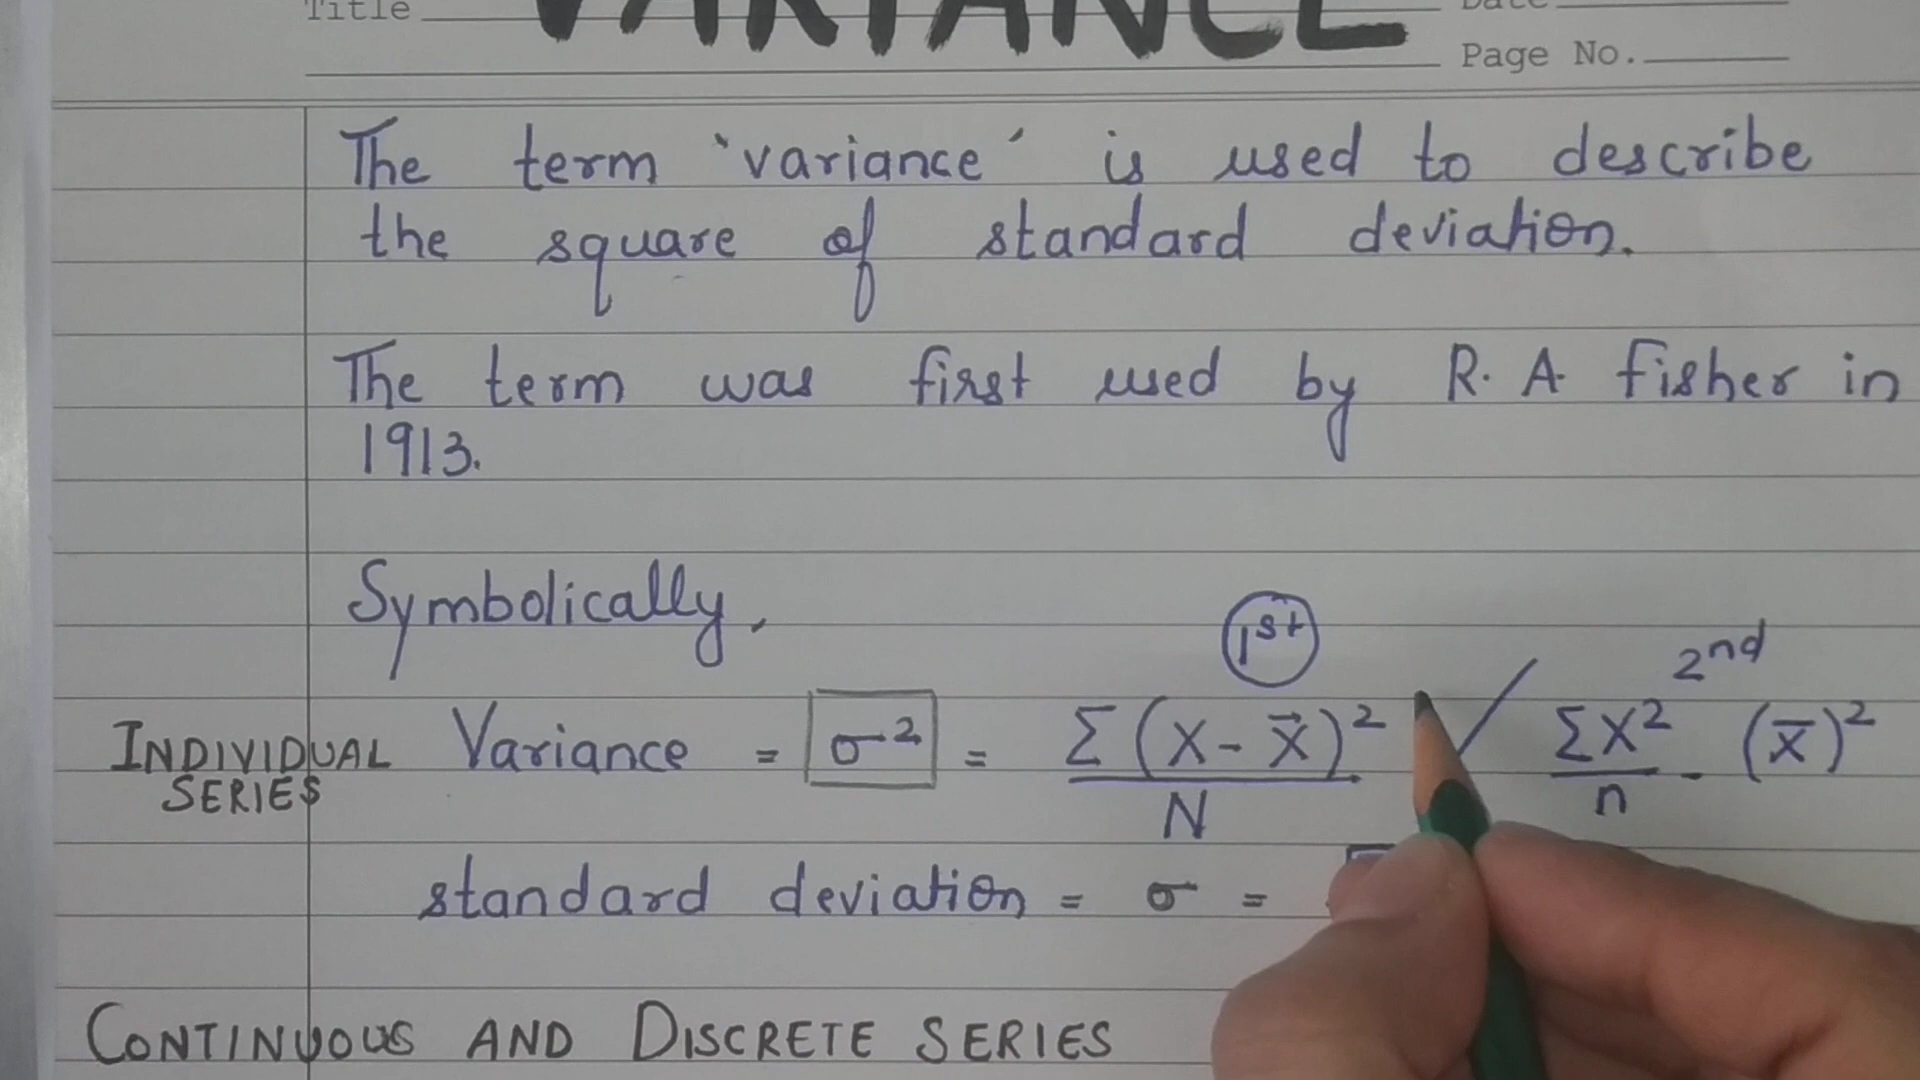 Title VARIANCE Date
Page No.
The term 'variance' is used to describe
the square of standard deviation.
The term was first used by R. A. Fisher in
1913.
Symbolically,
1st 2nd
INDIVIDUAL SERIES Variance = σ² = Σ(X - x̄)² / N / Σx² / n - (x̄)²
standard deviation = σ =
CONTINUOUS AND DISCRETE SERIES